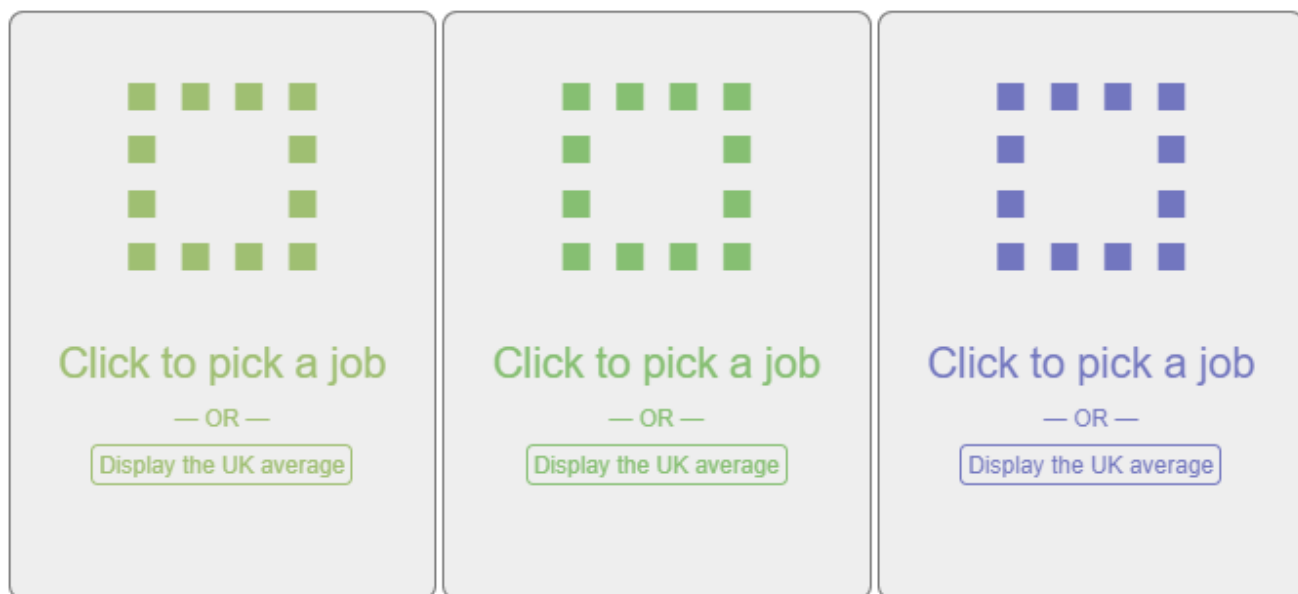 Click to pick a job
— OR —
Display the UK average
Click to pick a job
— OR —
Display the UK average
Click to pick a job
— OR —
Display the UK average